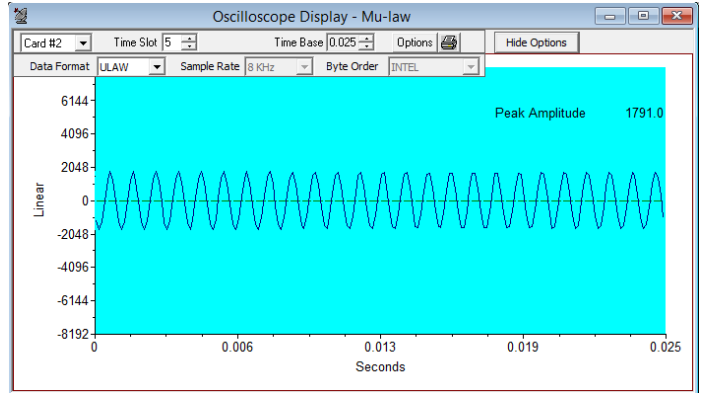 Oscilloscope Display - Mu-law
Card #2 Time Slot 5 Time Base 0.025 Options Hide Options
Data Format ULAW Sample Rate 8 KHz Byte Order INTEL
Peak Amplitude 1791.0
6144
4096
2048
0
-2048
-4096
-6144
-8192
Linear
0 0.006 0.013 0.019 0.025
Seconds